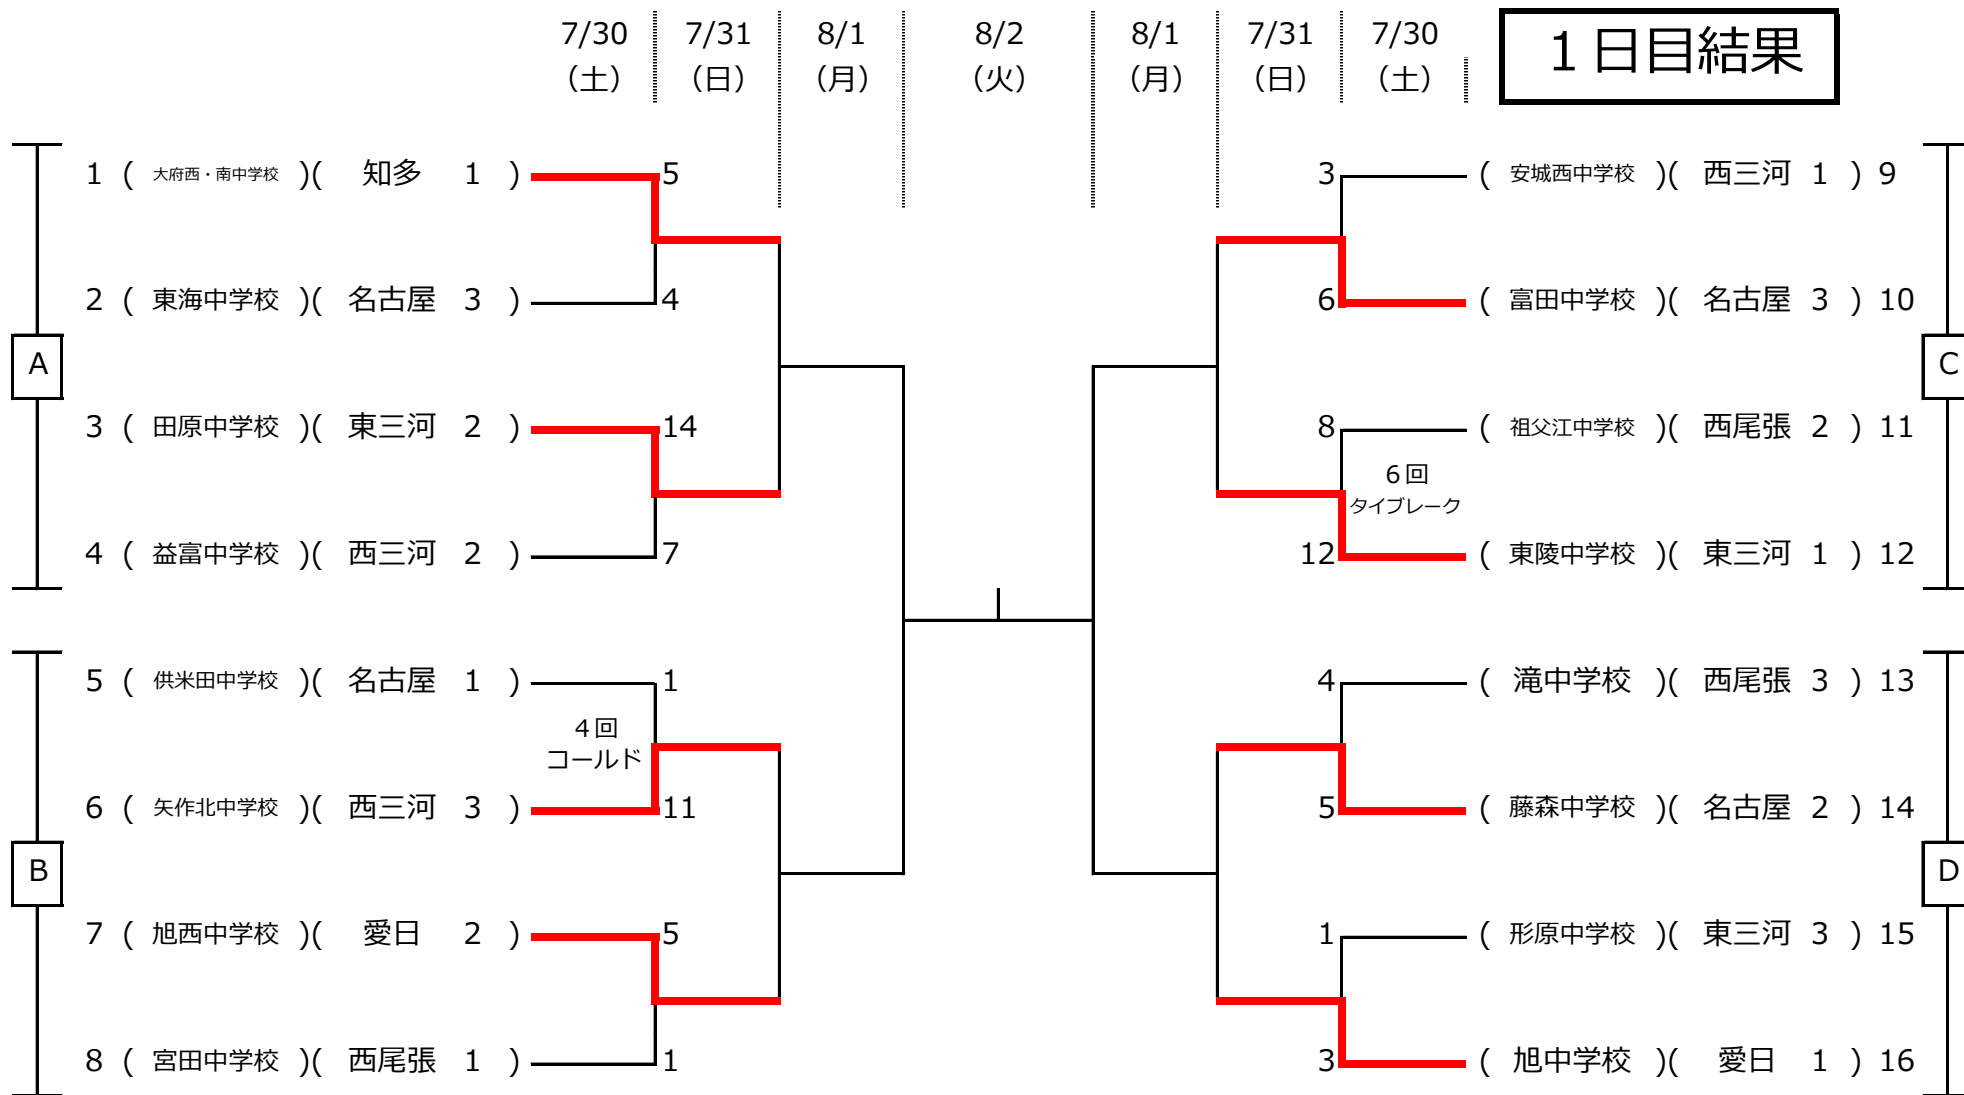 7/30 7/31 8/1 8/2 8/1 7/31 7/30
(土) (日) (月) (火) (月) (日) (土)
1日目結果
1 ( 大府西・南中学校 )( 知多 1 ) 5
2 ( 東海中学校 )( 名古屋 3 ) 4
A
3 ( 田原中学校 )( 東三河 2 ) 14
4 ( 益富中学校 )( 西三河 2 ) 7
5 ( 供米田中学校 )( 名古屋 1 ) 1
4回
コールド
6 ( 矢作北中学校 )( 西三河 3 ) 11
B
7 ( 旭西中学校 )( 愛日 2 ) 5
8 ( 宮田中学校 )( 西尾張 1 ) 1
3 ( 安城西中学校 )( 西三河 1 ) 9
6 ( 富田中学校 )( 名古屋 3 ) 10
C
8 ( 祖父江中学校 )( 西尾張 2 ) 11
6回
タイブレーク
12 ( 東陵中学校 )( 東三河 1 ) 12
4 ( 滝中学校 )( 西尾張 3 ) 13
5 ( 藤森中学校 )( 名古屋 2 ) 14
D
1 ( 形原中学校 )( 東三河 3 ) 15
3 ( 旭中学校 )( 愛日 1 ) 16